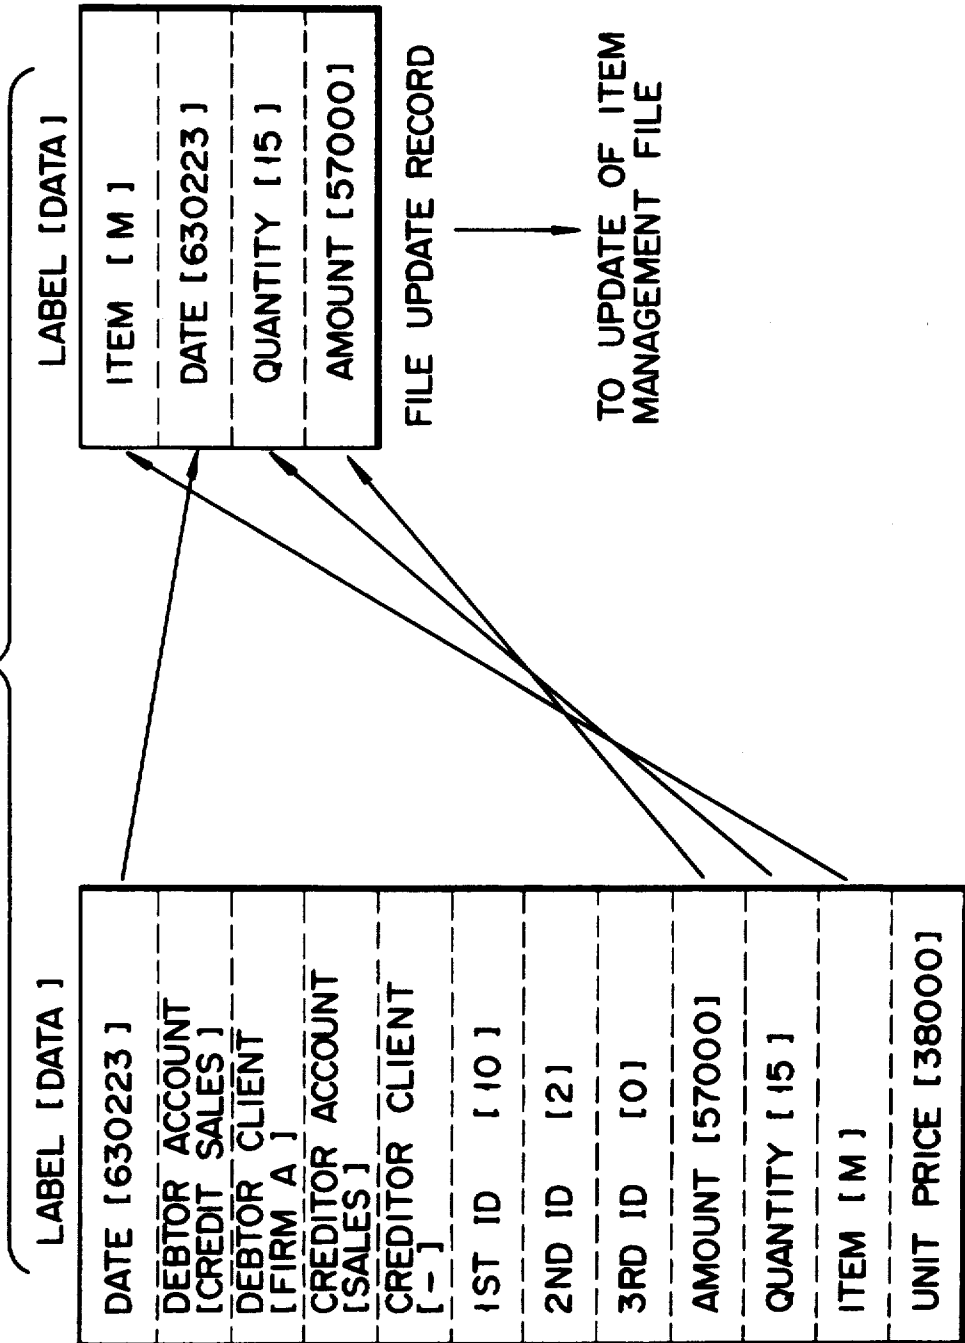 LABEL [DATA]
DATE [630223]
DEBTOR ACCOUNT
[CREDIT SALES]
DEBTOR CLIENT
[FIRM A]
CREDITOR ACCOUNT
[SALES]
CREDITOR CLIENT
[-]
1ST ID [10]
2ND ID [2]
3RD ID [0]
AMOUNT [57000]
QUANTITY [15]
ITEM [M]
UNIT PRICE [38000]
LABEL [DATA]
ITEM [M]
DATE [630223]
QUANTITY [15]
AMOUNT [57000]
FILE UPDATE RECORD
TO UPDATE OF ITEM
MANAGEMENT FILE